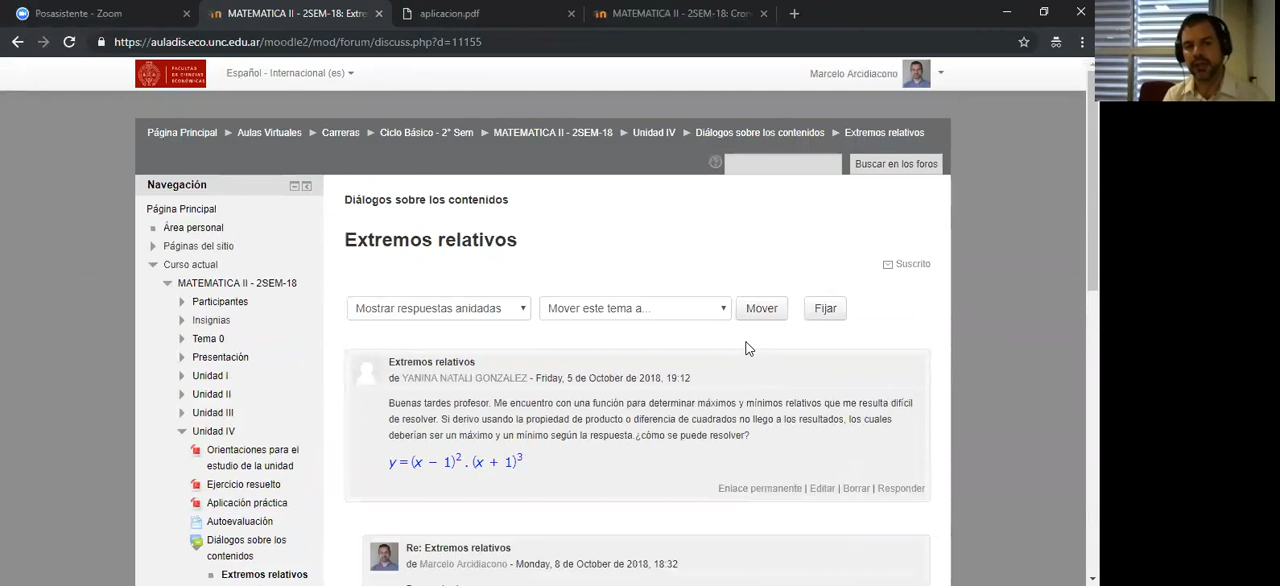 Posasistente - Zoom
MATEMATICA II - 2SEM-18: Extre
aplicacion.pdf
MATEMATICA II - 2SEM-18: Cron
https://auladis.eco.unc.edu.ar/moodle2/mod/forum/discuss.php?d=11155
FACULTAD DE CIENCIAS ECONÓMICAS
Español - Internacional (es)
Marcelo Arcidiacono
Página Principal
Aulas Virtuales
Carreras
Ciclo Básico - 2° Sem
MATEMATICA II - 2SEM-18
Unidad IV
Diálogos sobre los contenidos
Extremos relativos
Buscar en los foros
Navegación
Página Principal
Área personal
Páginas del sitio
Curso actual
MATEMATICA II - 2SEM-18
Participantes
Insignias
Tema 0
Presentación
Unidad I
Unidad II
Unidad III
Unidad IV
Orientaciones para el
estudio de la unidad
Ejercicio resuelto
Aplicación práctica
Autoevaluación
Diálogos sobre los
contenidos
Extremos relativos
Diálogos sobre los contenidos
Extremos relativos
Suscrito
Mostrar respuestas anidadas
Mover este tema a...
Mover
Fijar
Extremos relativos
de YANINA NATALI GONZALEZ - Friday, 5 de October de 2018, 19:12
Buenas tardes profesor. Me encuentro con una función para determinar máximos y mínimos relativos que me resulta difícil
de resolver. Si derivo usando la propiedad de producto o diferencia de cuadrados no llego a los resultados, los cuales
deberían ser un máximo y un mínimo según la respuesta.¿cómo se puede resolver?
y = (x − 1)² . (x + 1)³
Enlace permanente | Editar | Borrar | Responder
Re: Extremos relativos
de Marcelo Arcidiacono - Monday, 8 de October de 2018, 18:32